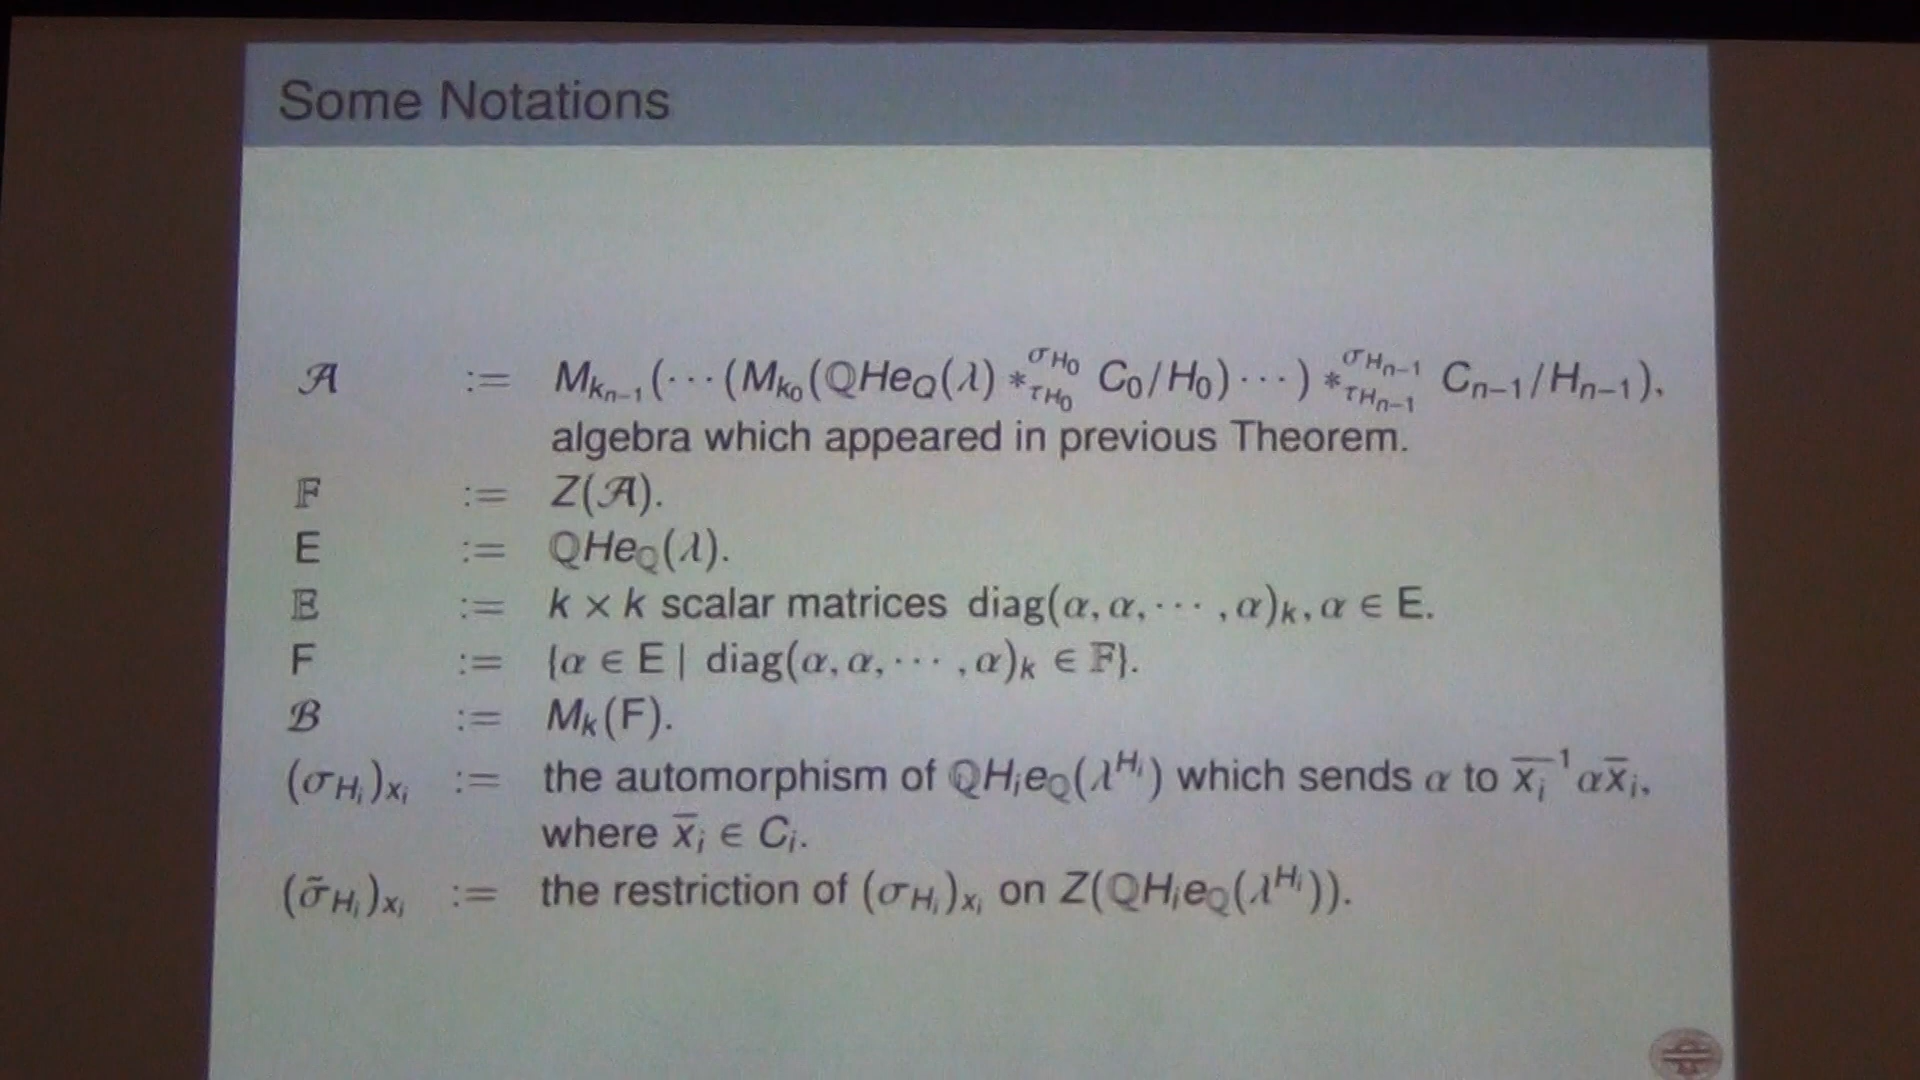 Some Notations
𝒜 := M_{k_{n−1}}(⋯(M_{k_0}(ℚHe_ℚ(λ) ∗^{σ_{H_0}}_{τ_{H_0}} C_0/H_0)⋯) ∗^{σ_{H_{n−1}}}_{τ_{H_{n−1}}} C_{n−1}/H_{n−1}),
algebra which appeared in previous Theorem.
𝔽 := Z(𝒜).
E := ℚHe_ℚ(λ).
𝔼 := k × k scalar matrices diag(α, α, ⋯ , α)_k, α ∈ E.
F := {α ∈ E | diag(α, α, ⋯ , α)_k ∈ 𝔽}.
ℬ := M_k(F).
(σ_{H_i})_{x_i} := the automorphism of ℚH_ie_ℚ(λ^{H_i}) which sends α to x̄_i^{−1}αx̄_i,
where x̄_i ∈ C_i.
(σ̃_{H_i})_{x_i} := the restriction of (σ_{H_i})_{x_i} on Z(ℚH_ie_ℚ(λ^{H_i})).